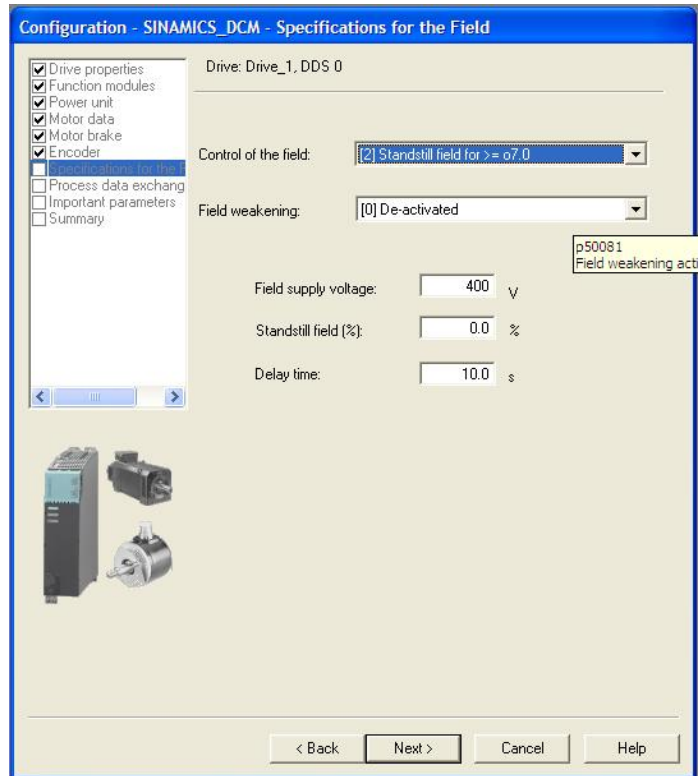 Configuration - SINAMICS_DCM - Specifications for the Field
Drive properties
Function modules
Power unit
Motor data
Motor brake
Encoder
Specifications for the F
Process data exchang
Important parameters
Summary
Drive: Drive_1, DDS 0
Control of the field:
[2] Standstill field for >= o7.0
Field weakening:
[0] De-activated
p50081
Field weakening acti
Field supply voltage:
400
V
Standstill field (%):
0.0
%
Delay time:
10.0
s
< Back
Next >
Cancel
Help